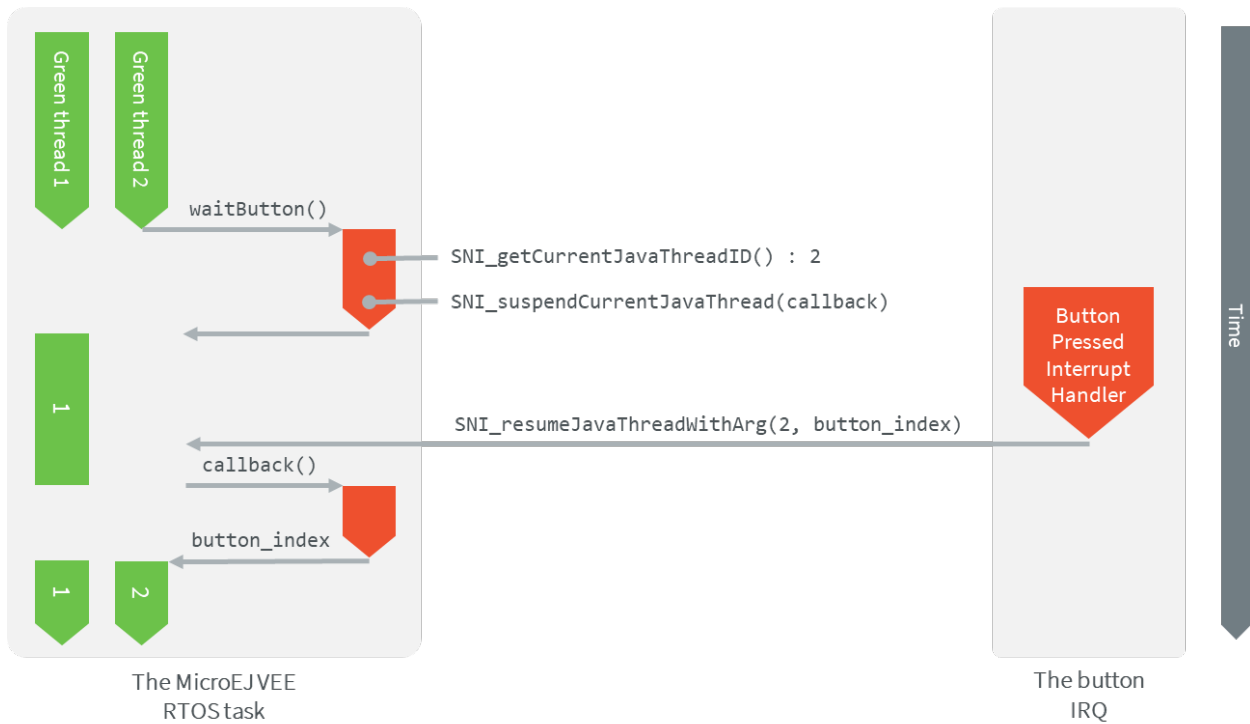 Green thread 1
Green thread 2
waitButton()
SNI_getCurrentJavaThreadID() : 2
SNI_suspendCurrentJavaThread(callback)
Button
Pressed
Interrupt
Handler
Time
1
SNI_resumeJavaThreadWithArg(2, button_index)
callback()
button_index
1
2
The MicroEJ VEE
RTOS task
The button
IRQ